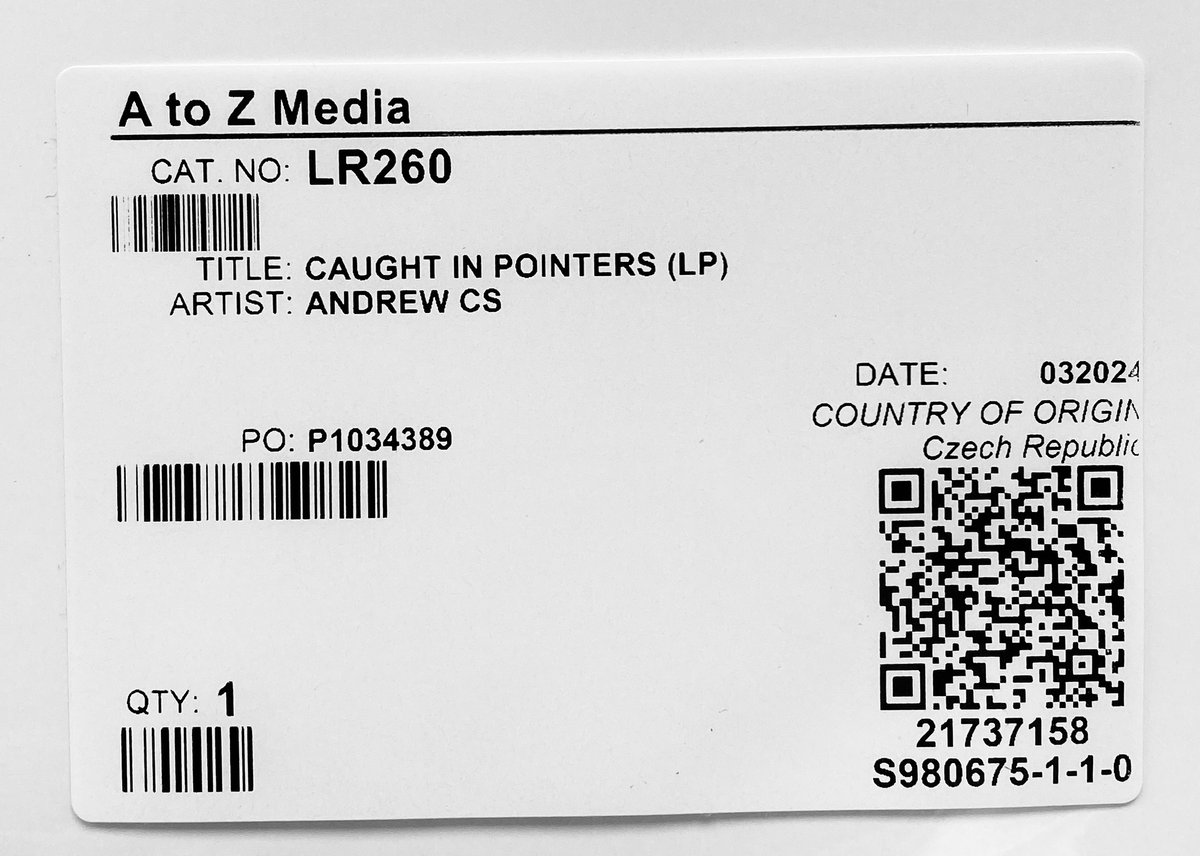 A to Z Media
CAT. NO: LR260
TITLE: CAUGHT IN POINTERS (LP)
ARTIST: ANDREW CS
DATE: 032024
COUNTRY OF ORIGIN
Czech Republic
PO: P1034389
QTY: 1
21737158
S980675-1-1-0